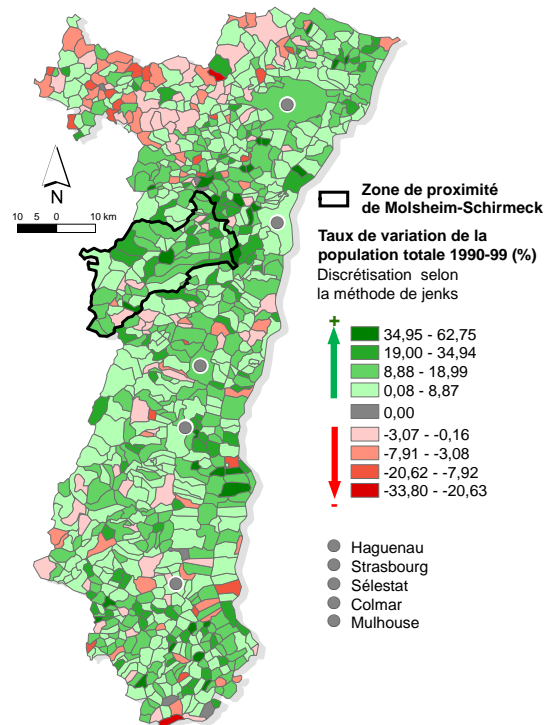 N
10 5 0 10 km
Zone de proximité
de Molsheim-Schirmeck
Taux de variation de la
population totale 1990-99 (%)
Discrétisation selon
la méthode de jenks
+
34,95 - 62,75
19,00 - 34,94
8,88 - 18,99
0,08 - 8,87
0,00
-3,07 - -0,16
-7,91 - -3,08
-20,62 - -7,92
-33,80 - -20,63
-
Haguenau
Strasbourg
Sélestat
Colmar
Mulhouse